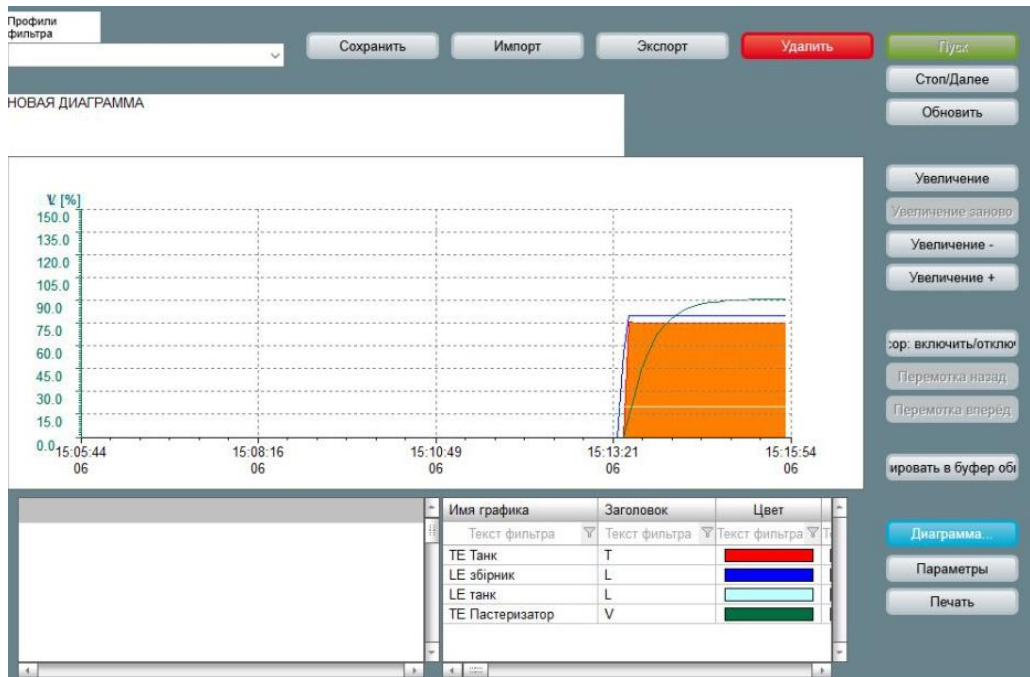 Профили
фильтра
Сохранить
Импорт
Экспорт
Удалить
Пуск
Стоп/Далее
Обновить
НОВАЯ ДИАГРАММА
Увеличение
Увеличение заново
Увеличение -
Увеличение +
:ор: включить/отключ
Перемотка назад
Перемотка вперёд
ировать в буфер обі
Диаграмма...
Параметры
Печать
[%]
150.0
135.0
120.0
105.0
90.0
75.0
60.0
45.0
30.0
15.0
0.0
15:05:44 15:08:16 15:10:49 15:13:21 15:15:54
06 06 06 06 06
Имя графика Заголовок Цвет
Текст фильтра Текст фильтра Текст фильтра
TE Танк T
LE збірник L
LE танк L
TE Пастеризатор V